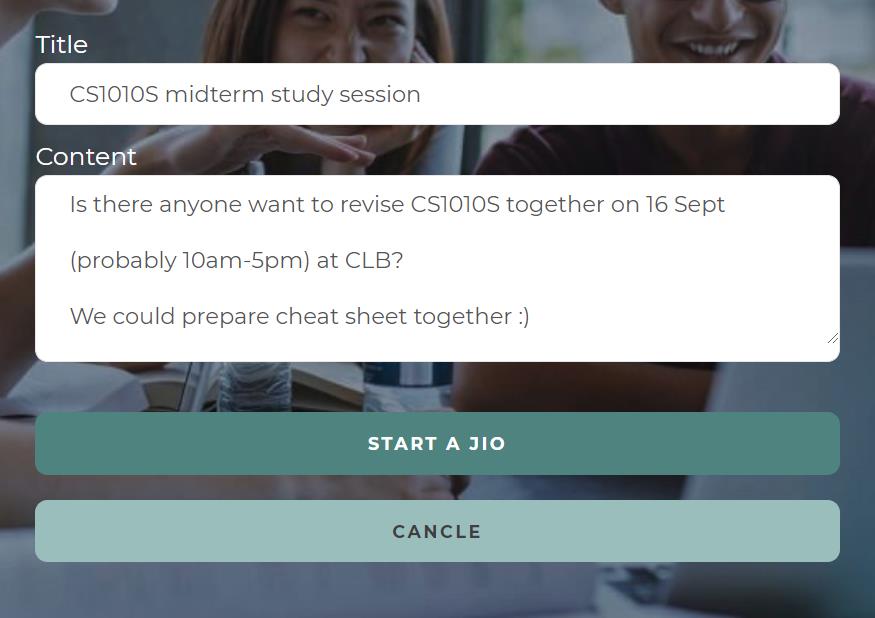 Title
CS1010S midterm study session
Content
Is there anyone want to revise CS1010S together on 16 Sept
(probably 10am-5pm) at CLB?
We could prepare cheat sheet together :)
START A JIO
CANCLE